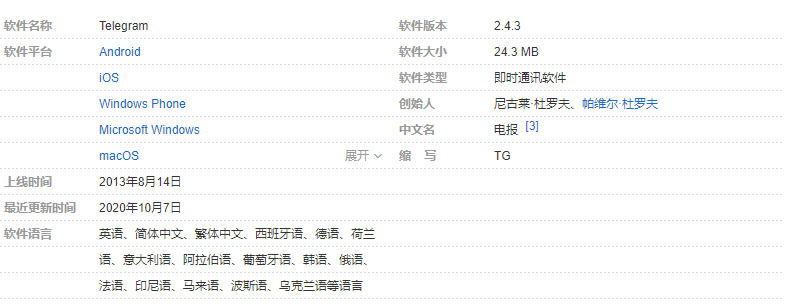 软件名称 Telegram 软件版本 2.4.3
软件平台 Android 软件大小 24.3 MB
iOS 软件类型 即时通讯软件
Windows Phone 创始人 尼古莱·杜罗夫、帕维尔·杜罗夫
Microsoft Windows 中文名 电报 [3]
macOS 展开 缩 写 TG
上线时间 2013年8月14日
最近更新时间 2020年10月7日
软件语言 英语、简体中文、繁体中文、西班牙语、德语、荷兰
语、意大利语、阿拉伯语、葡萄牙语、韩语、俄语、
法语、印尼语、马来语、波斯语、乌克兰语等语言